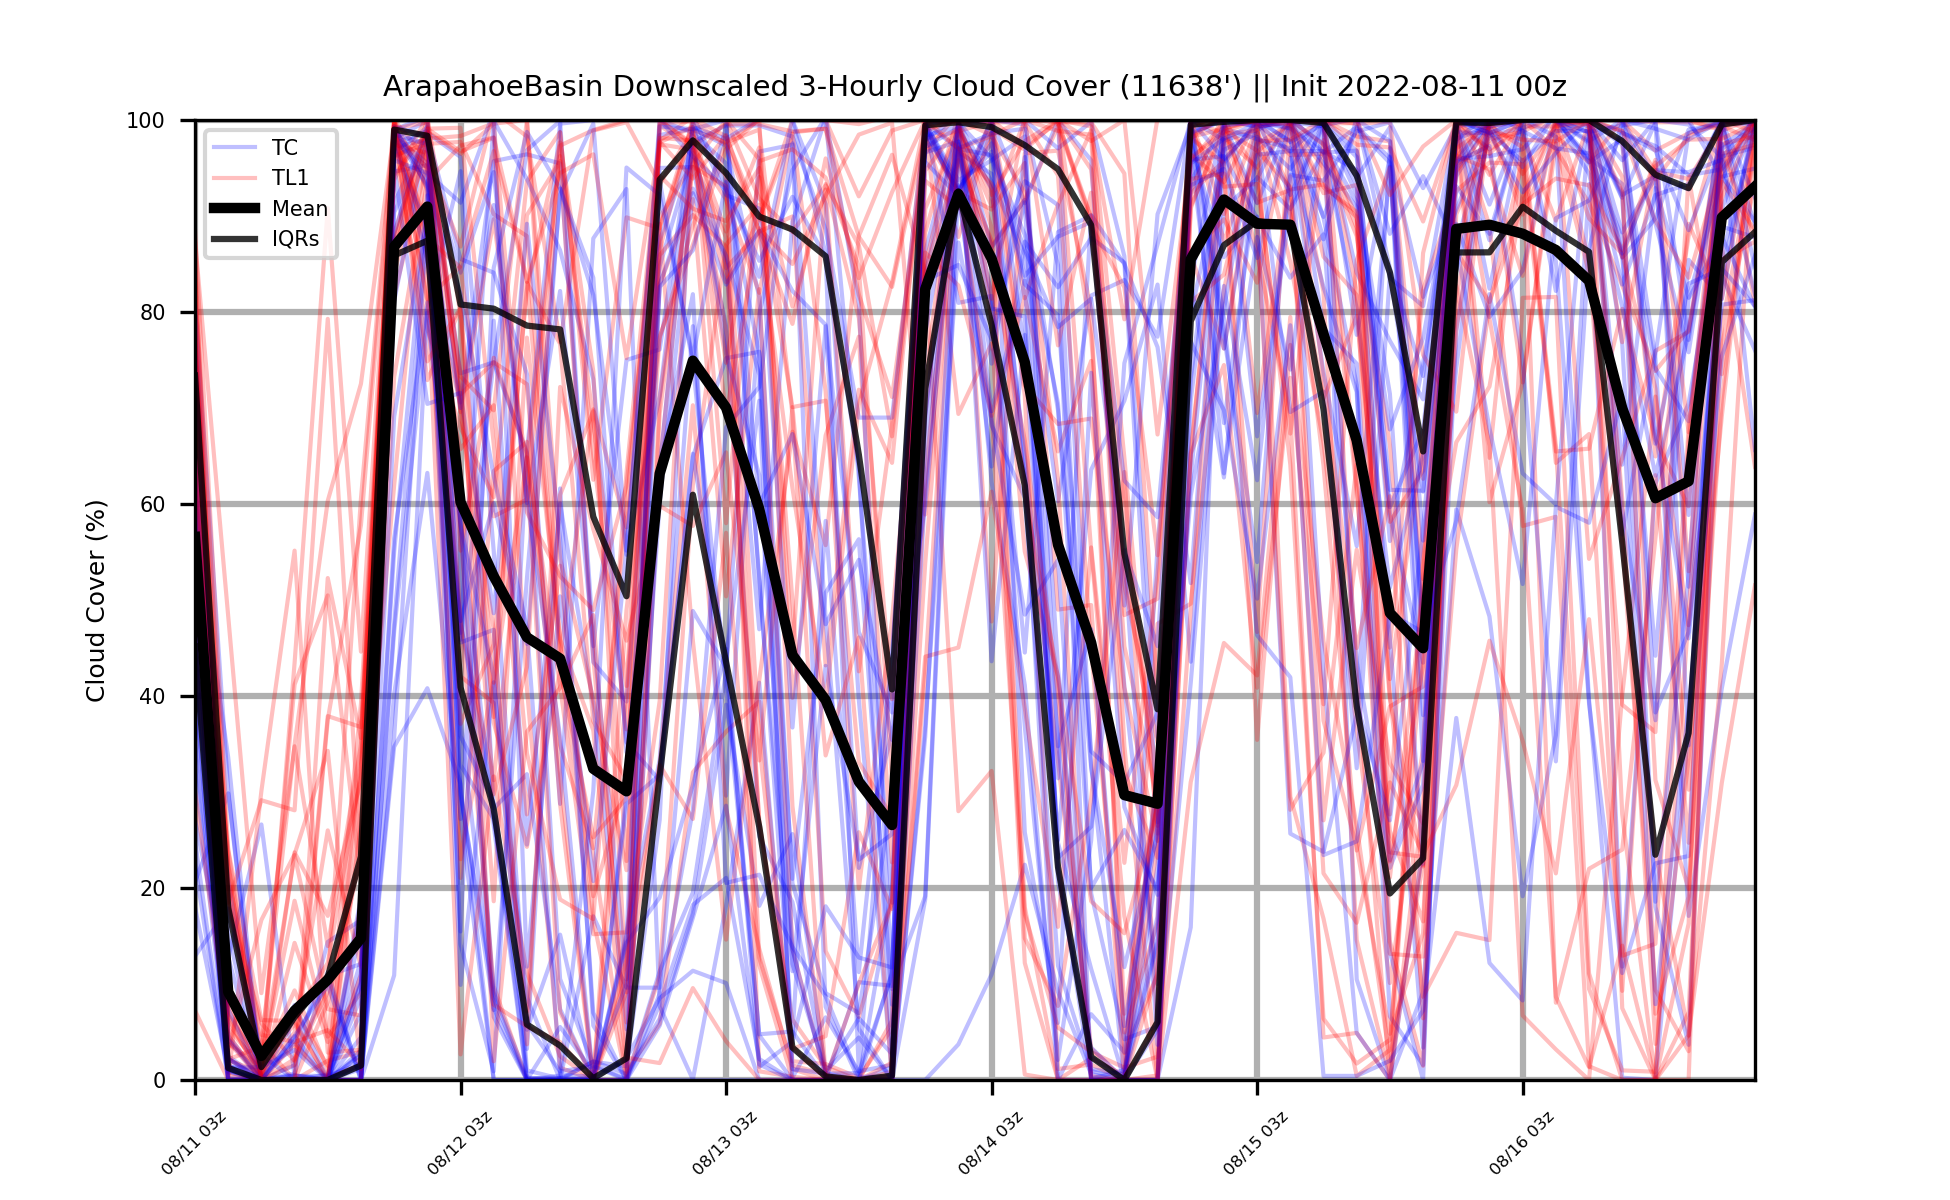 ArapahoeBasin Downscaled 3-Hourly Cloud Cover (11638') || Init 2022-08-11 00z
TC
TL1
Mean
IQRs
Cloud Cover (%)
100
80
60
40
20
0
08/11 03z
08/12 03z
08/13 03z
08/14 03z
08/15 03z
08/16 03z